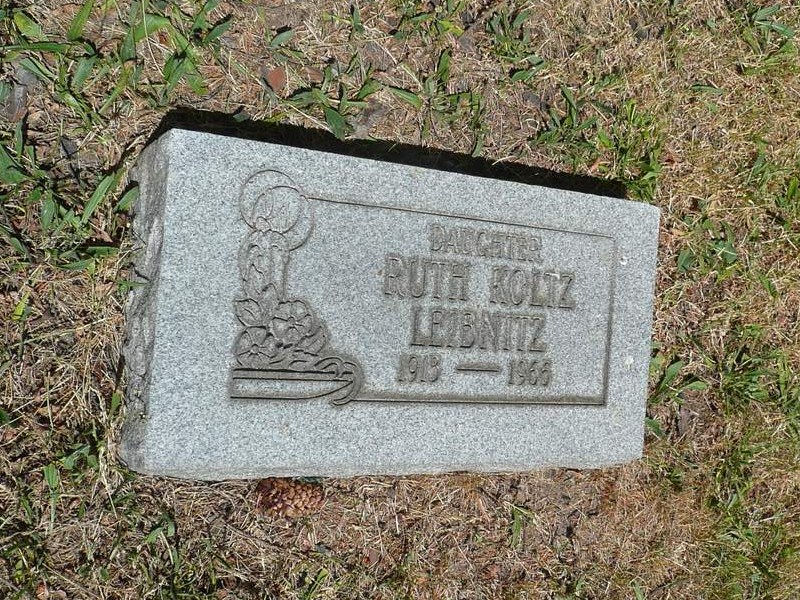 DAUGHTER
RUTH KOLTZ
LEIBNITZ
1913 — 1966